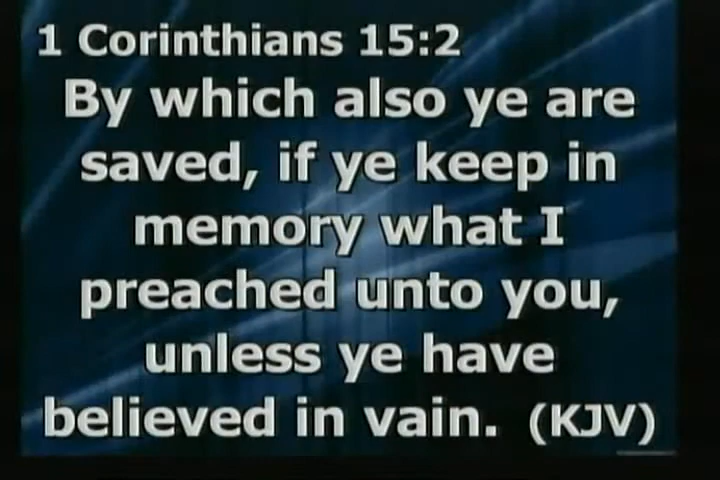 1 Corinthians 15:2
By which also ye are
saved, if ye keep in
memory what I
preached unto you,
unless ye have
believed in vain. (KJV)